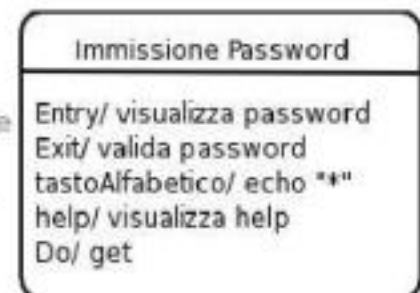 Immissione Password
Entry/ visualizza password
Exit/ valida password
tastoAlfabetico/ echo "*"
help/ visualizza help
Do/ get